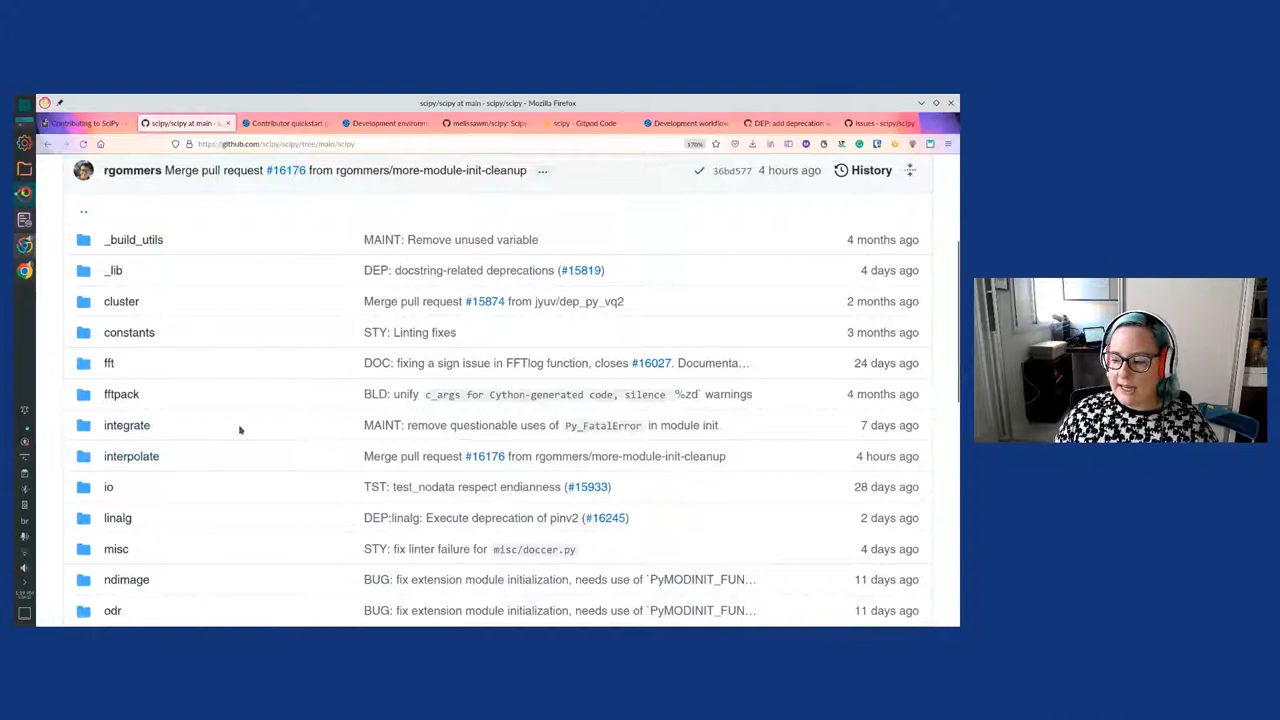 scipy/scipy at main · scipy/scipy — Mozilla Firefox
Contributing to SciPy
scipy/scipy at main · s
Contributor quickstart g
Development environm
melissawm/scipy: Scipy
scipy - Gitpod Code
Development workflow
DEP: add deprecation w
Issues · scipy/scipy
https://github.com/scipy/scipy/tree/main/scipy
170%
rgommers Merge pull request #16176 from rgommers/more-module-init-cleanup ... 36bd577 4 hours ago History
..
_build_utils MAINT: Remove unused variable 4 months ago
_lib DEP: docstring-related deprecations (#15819) 4 days ago
cluster Merge pull request #15874 from jyuv/dep_py_vq2 2 months ago
constants STY: Linting fixes 3 months ago
fft DOC: fixing a sign issue in FFTlog function, closes #16027. Documenta… 24 days ago
fftpack BLD: unify c_args for Cython-generated code, silence %zd` warnings 4 months ago
integrate MAINT: remove questionable uses of Py_FatalError in module init 7 days ago
interpolate Merge pull request #16176 from rgommers/more-module-init-cleanup 4 hours ago
io TST: test_nodata respect endianness (#15933) 28 days ago
linalg DEP:linalg: Execute deprecation of pinv2 (#16245) 2 days ago
misc STY: fix linter failure for misc/doccer.py 4 days ago
ndimage BUG: fix extension module initialization, needs use of `PyMODINIT_FUN… 11 days ago
odr BUG: fix extension module initialization, needs use of `PyMODINIT_FUN… 11 days ago
br